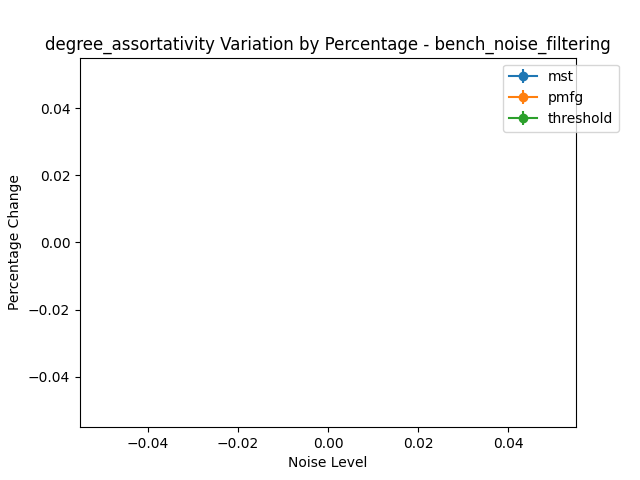 degree_assortativity Variation by Percentage - bench_noise_filtering
mst
pmfg
threshold
Percentage Change
0.04
0.02
0.00
−0.02
−0.04
−0.04
−0.02
0.00
0.02
0.04
Noise Level